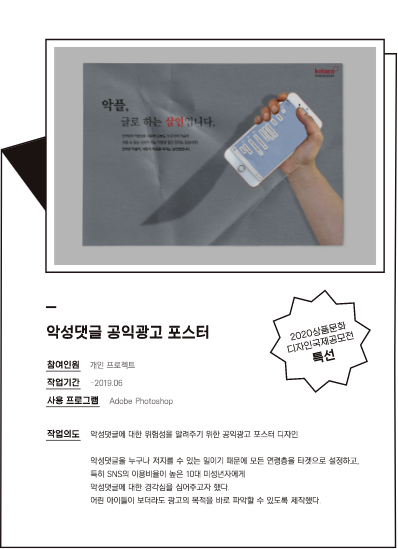 악플,
글로 하는 살인입니다.
kobaco
2020상품문화
디자인국제공모전
특선
악성댓글 공익광고 포스터
참여인원 개인 프로젝트
작업기간 -2019.06
사용 프로그램 Adobe Photoshop
작업의도 악성댓글에 대한 위험성을 알려주기 위한 공익광고 포스터 디자인
악성댓글을 누구나 저지를 수 있는 일이기 때문에 모든 연령층을 타겟으로 설정하고,
특히 SNS의 이용비율이 높은 10대 미성년자에게
악성댓글에 대한 경각심을 심어주고자 했다.
어린 아이들이 보더라도 광고의 목적을 바로 파악할 수 있도록 제작했다.